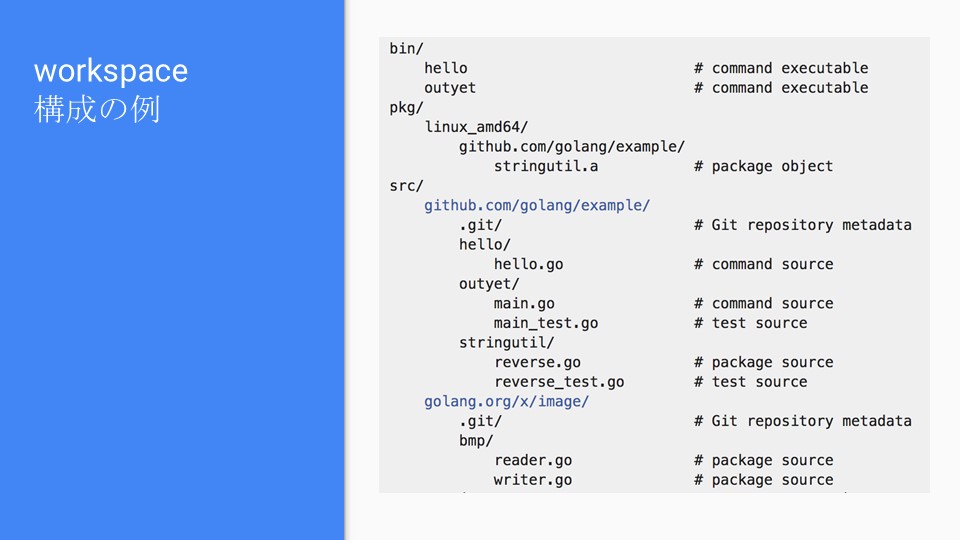 workspace
構成の例
bin/
    hello                          # command executable
    outyet                         # command executable
pkg/
    linux_amd64/
        github.com/golang/example/
            stringutil.a           # package object
src/
    github.com/golang/example/
        .git/                      # Git repository metadata
        hello/
            hello.go               # command source
        outyet/
            main.go                # command source
            main_test.go           # test source
        stringutil/
            reverse.go             # package source
            reverse_test.go        # test source
    golang.org/x/image/
        .git/                      # Git repository metadata
        bmp/
            reader.go              # package source
            writer.go              # package source